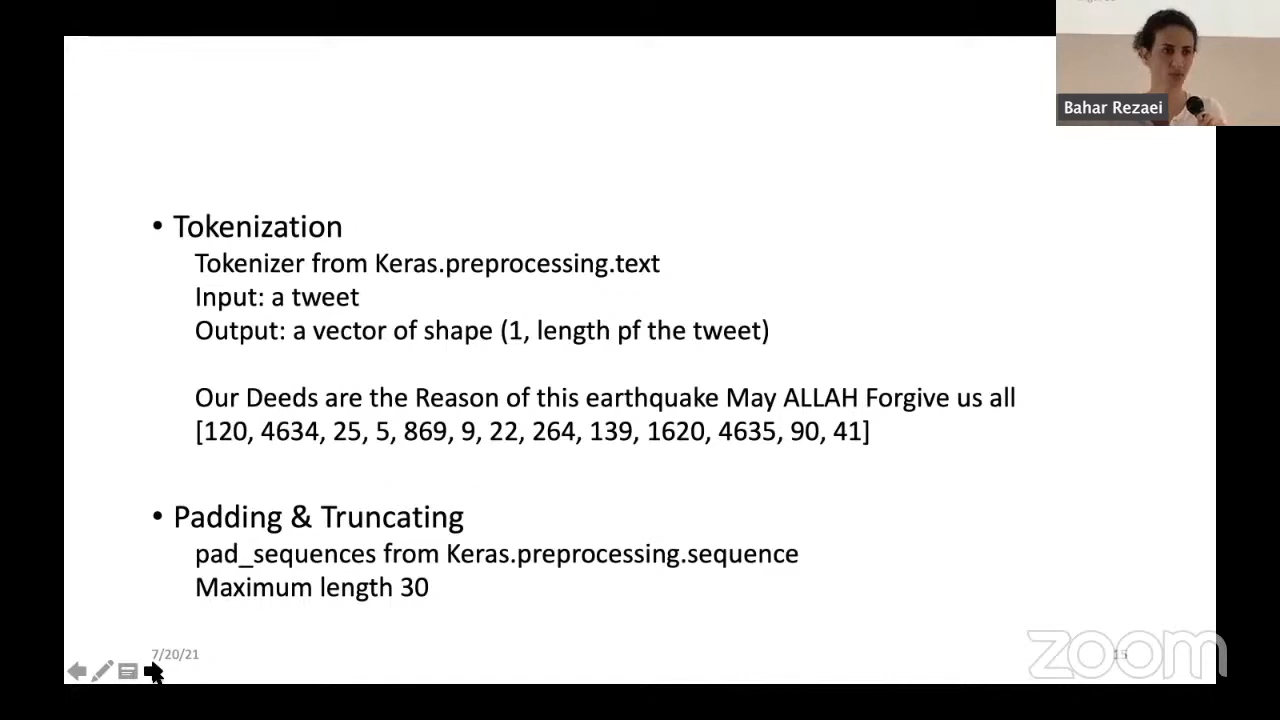 Bahar Rezaei
• Tokenization
Tokenizer from Keras.preprocessing.text
Input: a tweet
Output: a vector of shape (1, length pf the tweet)
Our Deeds are the Reason of this earthquake May ALLAH Forgive us all
[120, 4634, 25, 5, 869, 9, 22, 264, 139, 1620, 4635, 90, 41]
• Padding & Truncating
pad_sequences from Keras.preprocessing.sequence
Maximum length 30
7/20/21
15
zoom